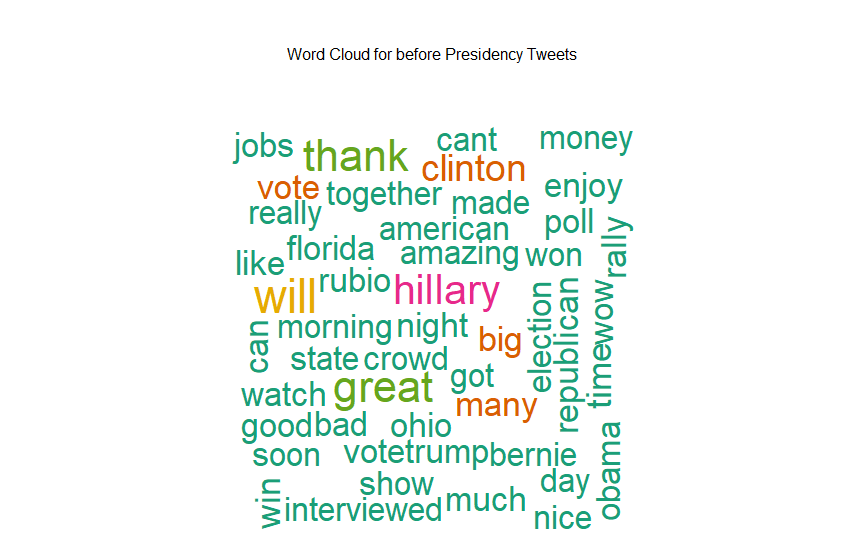 Word Cloud for before Presidency Tweets
jobs thank cant money
vote together clinton enjoy
really american made poll
like florida amazing won rally
will rubio hillary
can morning night big election republican time wow
state crowd
watch great got many
good bad ohio
soon votetrump bernie obama
win show day
interviewed much nice